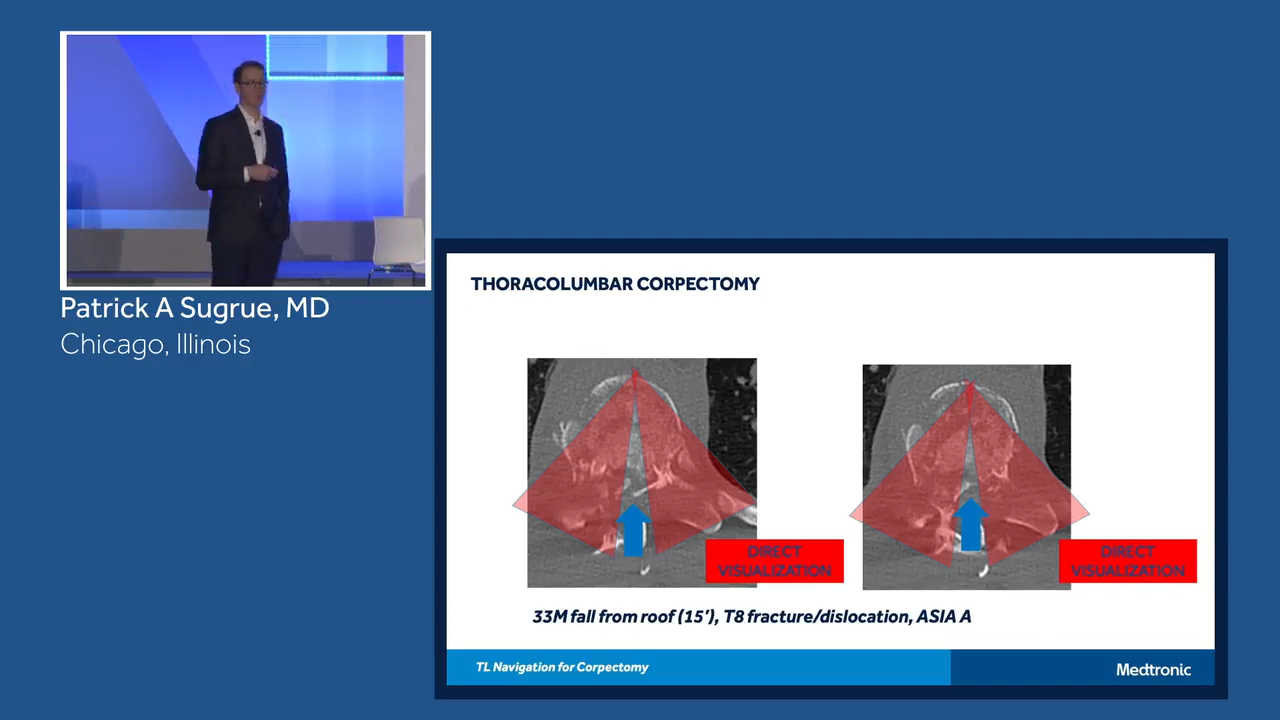 Patrick A Sugrue, MD
Chicago, Illinois
THORACOLUMBAR CORPECTOMY
DIRECT
VISUALIZATION
DIRECT
VISUALIZATION
33M fall from roof (15’), T8 fracture/dislocation, ASIA A
TL Navigation for Corpectomy
Medtronic